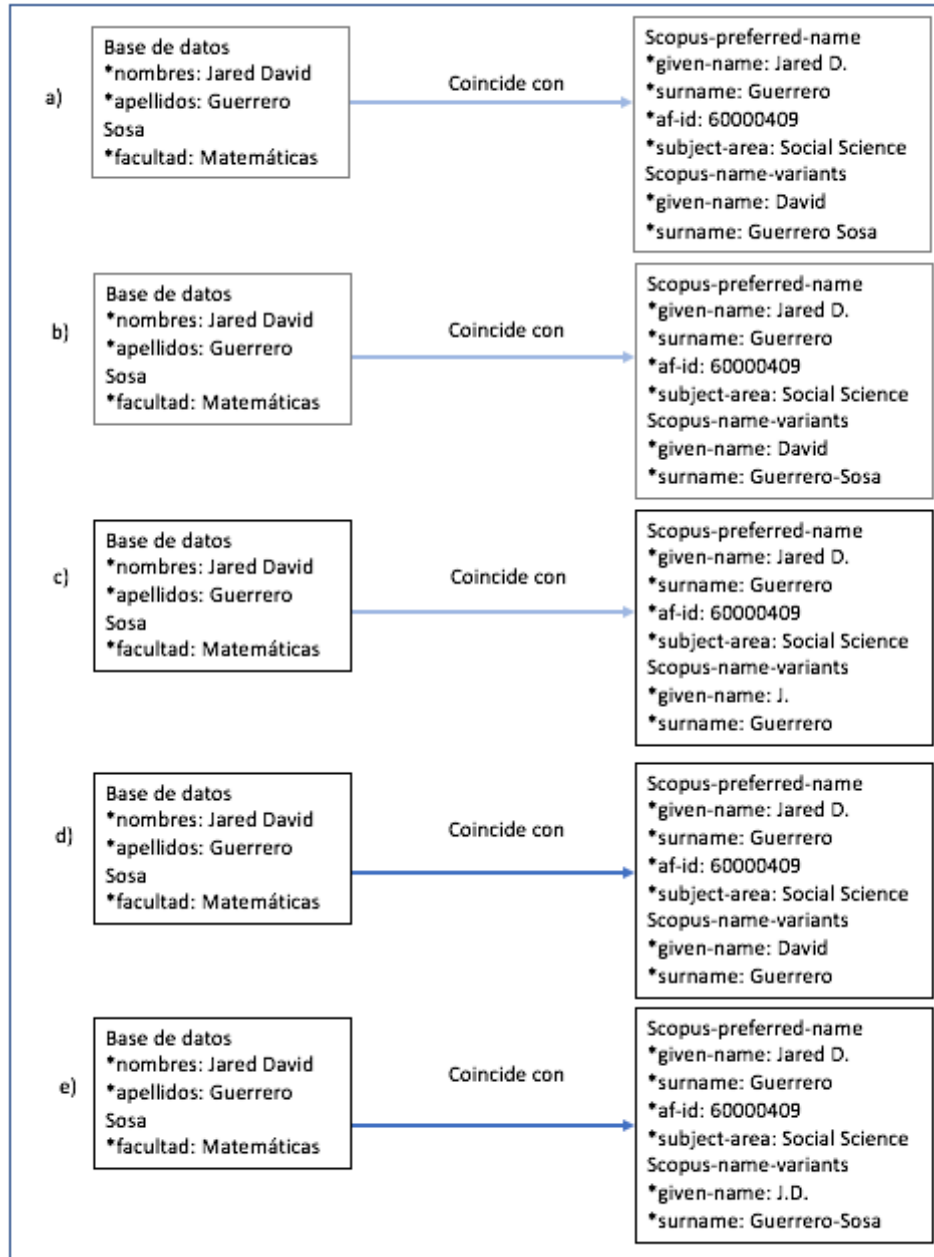 a)
Base de datos
*nombres: Jared David
*apellidos: Guerrero
Sosa
*facultad: Matemáticas
Coincide con
Scopus-preferred-name
*given-name: Jared D.
*surname: Guerrero
*af-id: 60000409
*subject-area: Social Science
Scopus-name-variants
*given-name: David
*surname: Guerrero Sosa
b)
Base de datos
*nombres: Jared David
*apellidos: Guerrero
Sosa
*facultad: Matemáticas
Coincide con
Scopus-preferred-name
*given-name: Jared D.
*surname: Guerrero
*af-id: 60000409
*subject-area: Social Science
Scopus-name-variants
*given-name: David
*surname: Guerrero-Sosa
c)
Base de datos
*nombres: Jared David
*apellidos: Guerrero
Sosa
*facultad: Matemáticas
Coincide con
Scopus-preferred-name
*given-name: Jared D.
*surname: Guerrero
*af-id: 60000409
*subject-area: Social Science
Scopus-name-variants
*given-name: J.
*surname: Guerrero
d)
Base de datos
*nombres: Jared David
*apellidos: Guerrero
Sosa
*facultad: Matemáticas
Coincide con
Scopus-preferred-name
*given-name: Jared D.
*surname: Guerrero
*af-id: 60000409
*subject-area: Social Science
Scopus-name-variants
*given-name: David
*surname: Guerrero
e)
Base de datos
*nombres: Jared David
*apellidos: Guerrero
Sosa
*facultad: Matemáticas
Coincide con
Scopus-preferred-name
*given-name: Jared D.
*surname: Guerrero
*af-id: 60000409
*subject-area: Social Science
Scopus-name-variants
*given-name: J.D.
*surname: Guerrero-Sosa